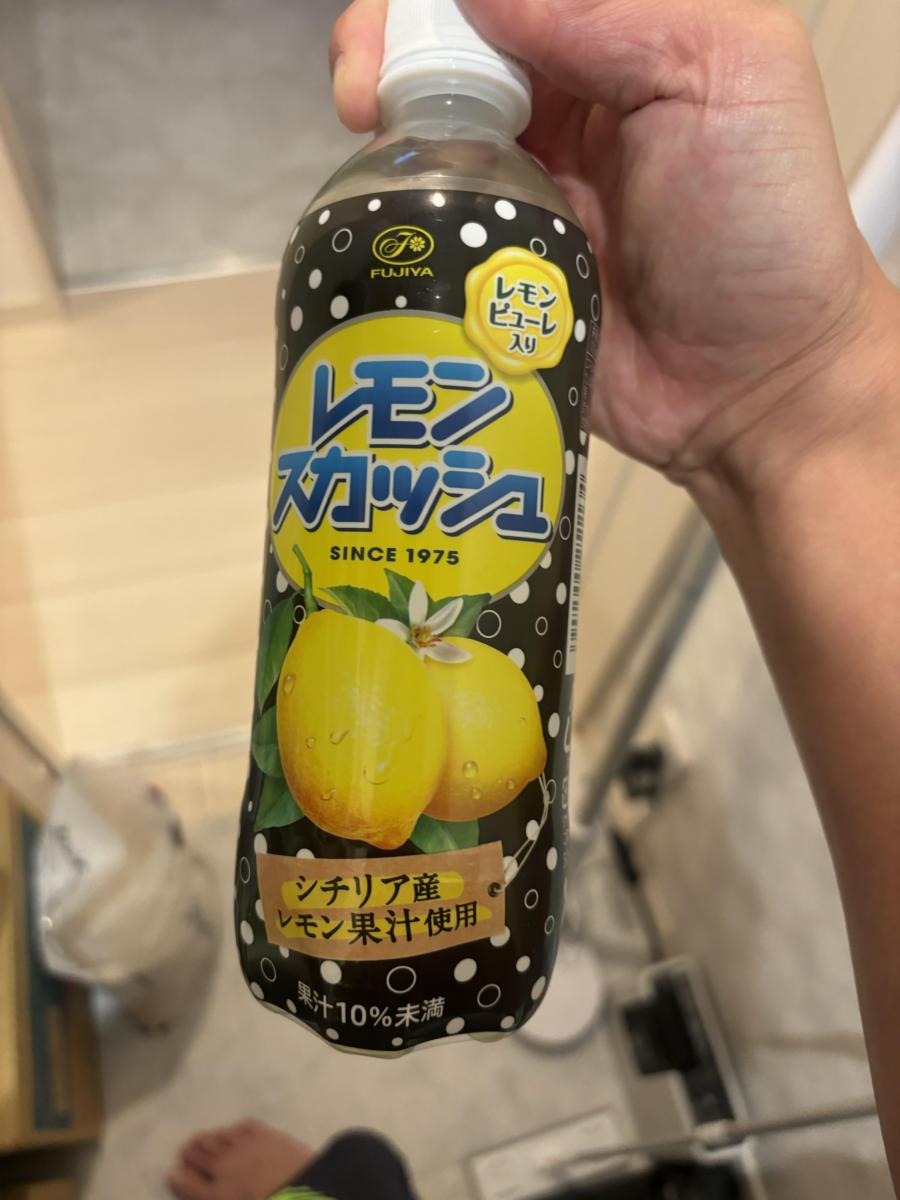 FUJIYA
レモン
ピューレ
入り
レモン
スカッシュ
SINCE 1975
シチリア産
レモン果汁使用
果汁10%未満